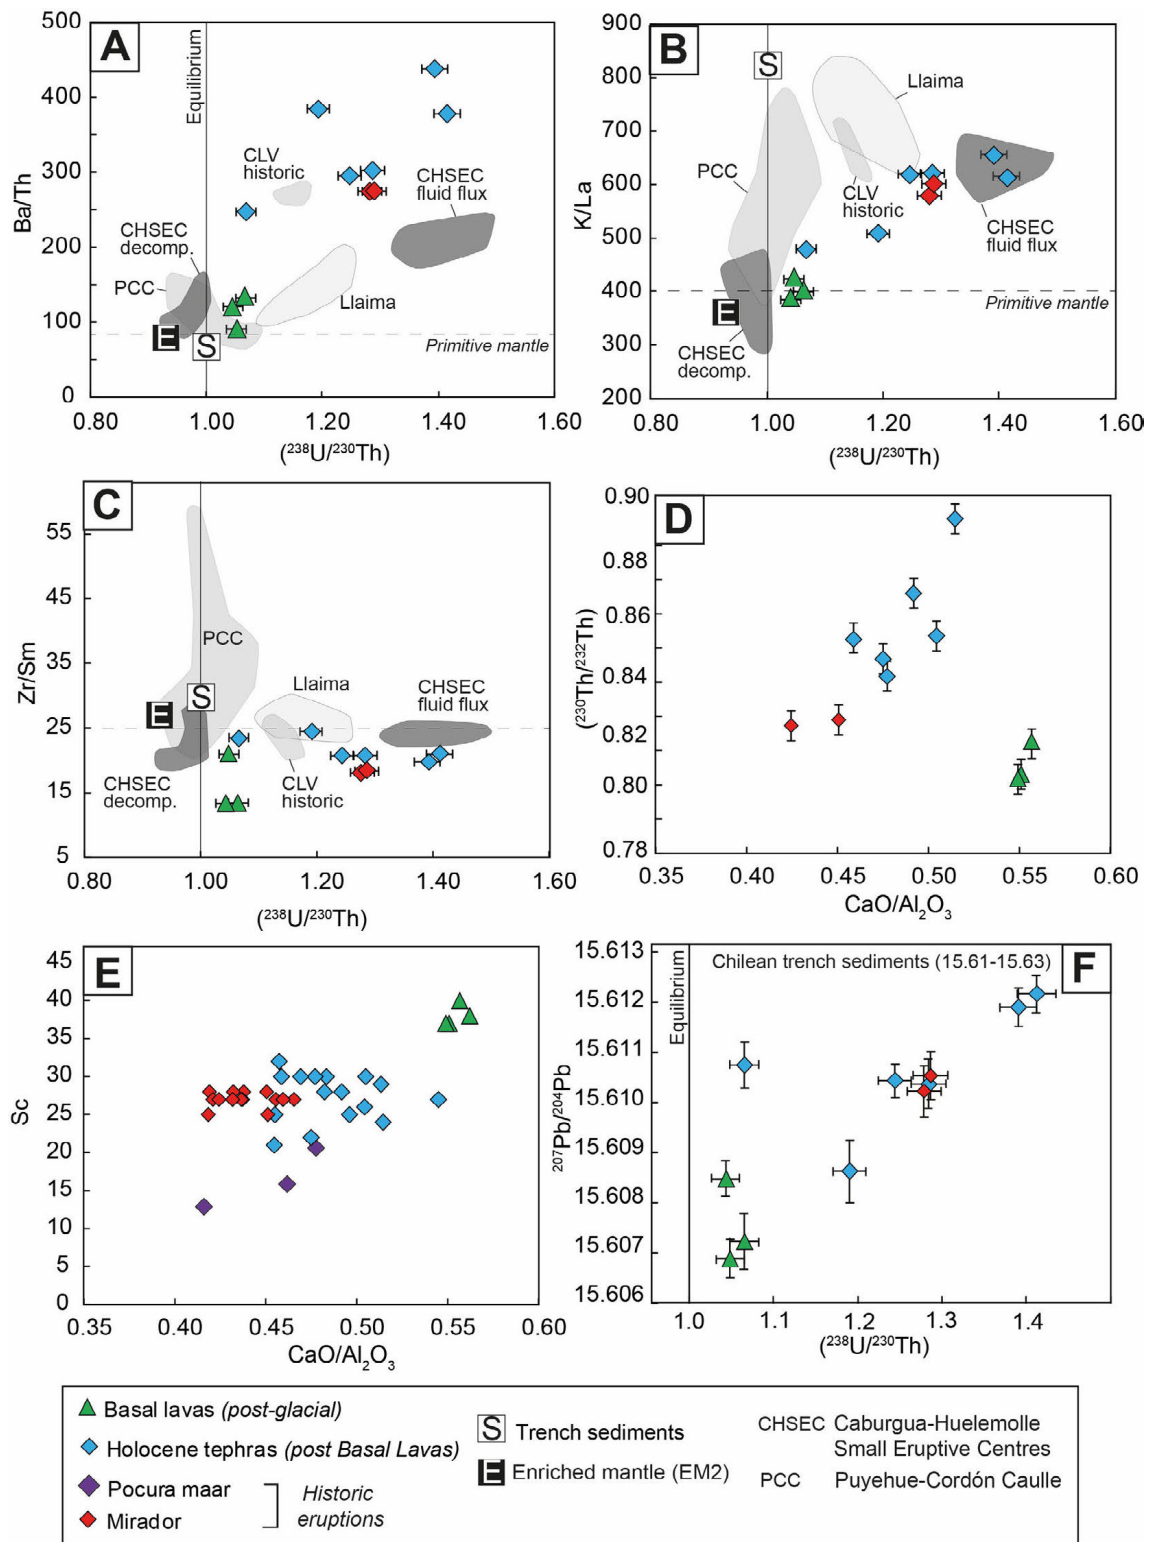 A
500
400
300
200
100
0
Ba/Th
0.80
1.00
1.20
1.40
1.60
(²³⁸U/²³⁰Th)
Equilibrium
CLV
historic
CHSEC
fluid flux
CHSEC
decomp.
PCC
Llaima
E
S
Primitive mantle
B
900
800
700
600
500
400
300
200
K/La
0.80
1.00
1.20
1.40
1.60
(²³⁸U/²³⁰Th)
S
Llaima
PCC
CLV
historic
CHSEC
fluid flux
E
Primitive mantle
CHSEC
decomp.
C
55
45
35
25
15
5
Zr/Sm
0.80
1.00
1.20
1.40
1.60
(²³⁸U/²³⁰Th)
PCC
S
E
Llaima
CHSEC
fluid flux
CHSEC
decomp.
CLV
historic
D
0.90
0.88
0.86
0.84
0.82
0.80
0.78
(²³⁰Th/²³²Th)
0.35
0.40
0.45
0.50
0.55
0.60
CaO/Al₂O₃
E
45
40
35
30
25
20
15
10
5
0
Sc
0.35
0.40
0.45
0.50
0.55
0.60
CaO/Al₂O₃
F
Chilean trench sediments (15.61-15.63)
Equilibrium
15.613
15.612
15.611
15.610
15.609
15.608
15.607
15.606
²⁰⁷Pb/²⁰⁴Pb
1.0
1.1
1.2
1.3
1.4
(²³⁸U/²³⁰Th)
Basal lavas (post-glacial)
Holocene tephras (post Basal Lavas)
Pocura maar
Mirador
Historic
eruptions
S Trench sediments
E Enriched mantle (EM2)
CHSEC Caburgua-Huelemolle
Small Eruptive Centres
PCC Puyehue-Cordón Caulle